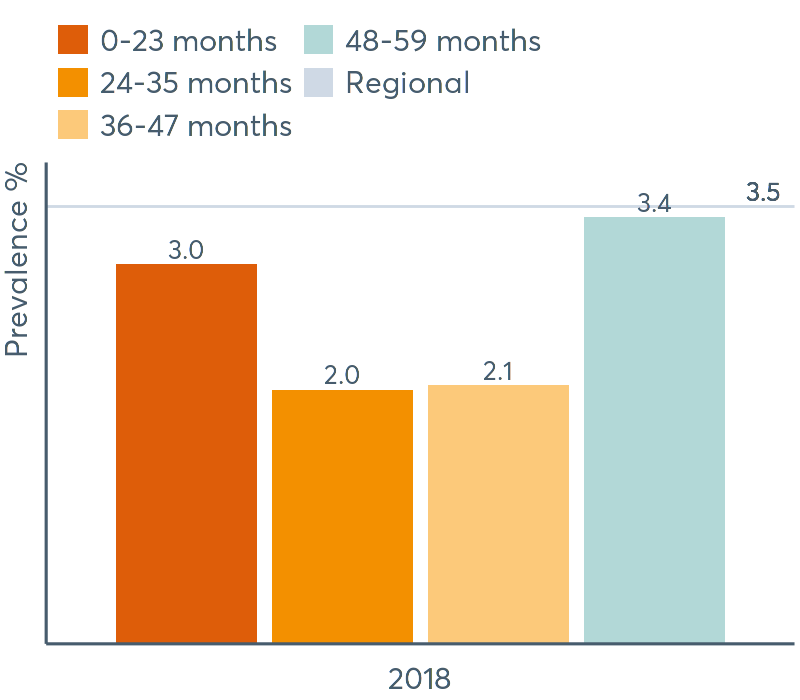 0-23 months
24-35 months
36-47 months
48-59 months
Regional
Prevalence %
3.0
2.0
2.1
3.4
3.5
2018